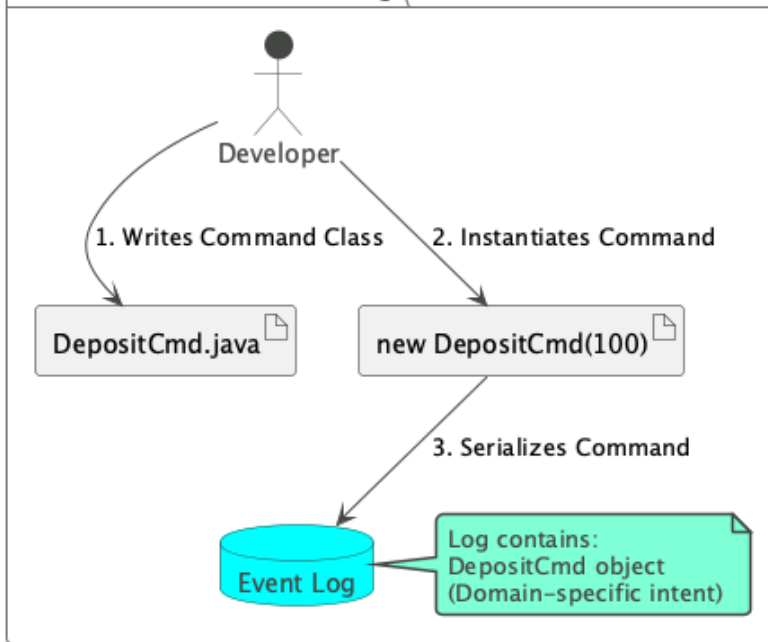 Developer
1. Writes Command Class
2. Instantiates Command
DepositCmd.java
new DepositCmd(100)
3. Serializes Command
Event Log
Log contains:
DepositCmd object
(Domain-specific intent)